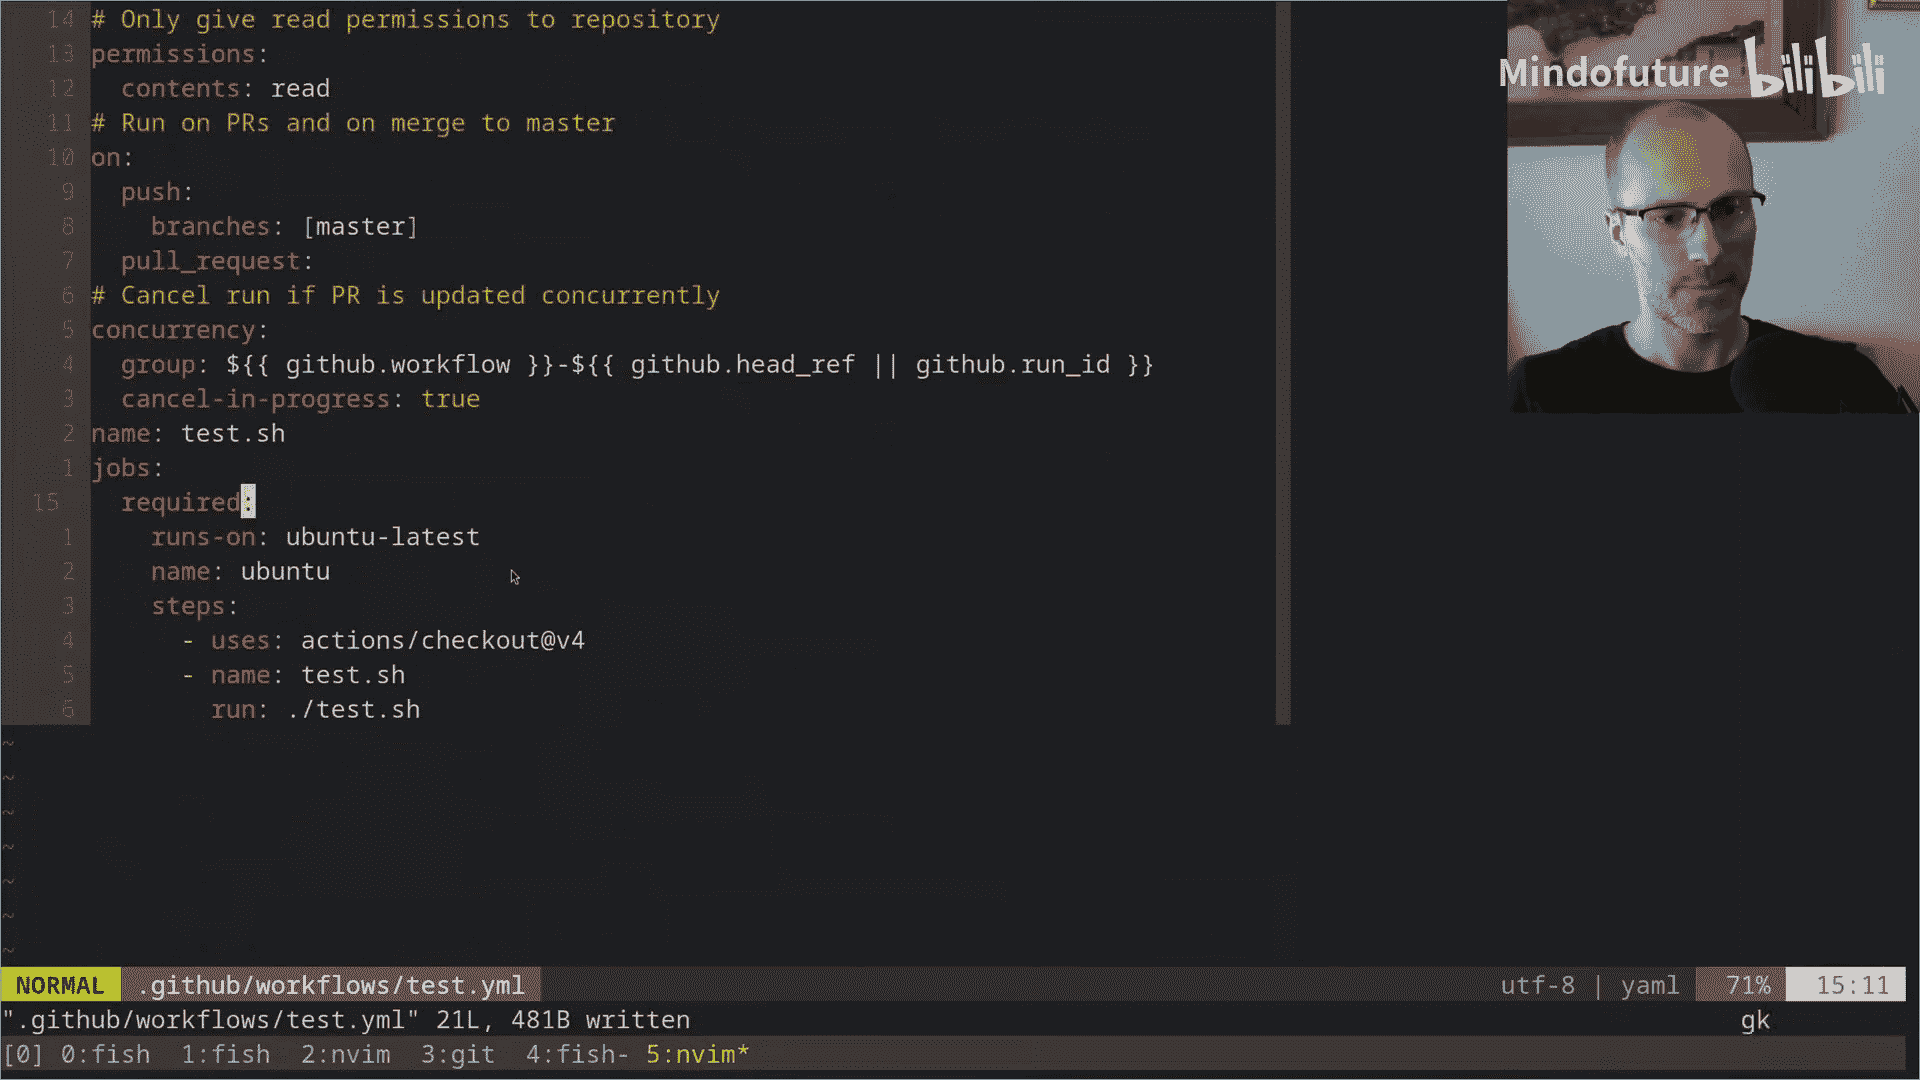 14 # Only give read permissions to repository
13 permissions:
12   contents: read
11 # Run on PRs and on merge to master
10 on:
9   push:
8     branches: [master]
7   pull_request:
6 # Cancel run if PR is updated concurrently
5 concurrency:
4   group: ${{ github.workflow }}-${{ github.head_ref || github.run_id }}
3   cancel-in-progress: true
2 name: test.sh
1 jobs:
15   required:
1     runs-on: ubuntu-latest
2     name: ubuntu
3     steps:
4       - uses: actions/checkout@v4
5       - name: test.sh
6         run: ./test.sh
~
~
~
~
~
~
~
NORMAL .github/workflows/test.yml utf-8 | yaml 71% 15:11
".github/workflows/test.yml" 21L, 481B written gk
[0] 0:fish 1:fish 2:nvim 3:git 4:fish- 5:nvim*
Mindofuture bilibili